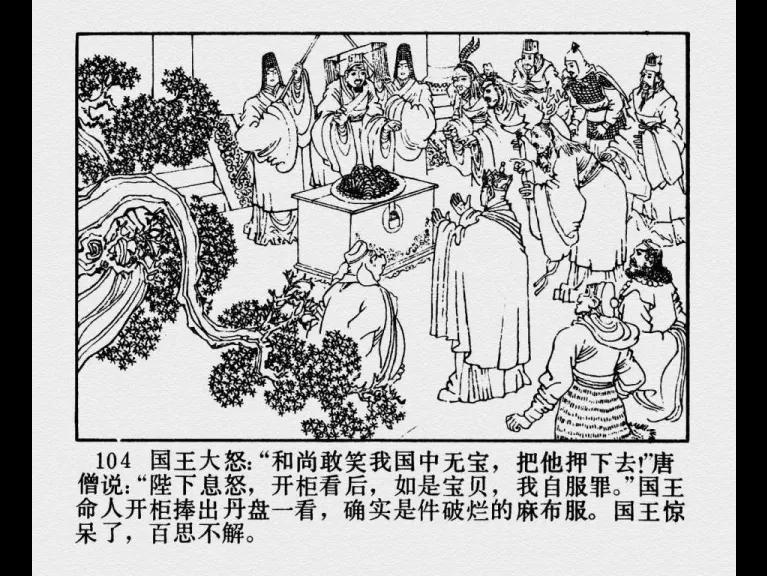 104 国王大怒:“和尚敢笑我国中无宝，把他押下去!”唐
僧说:“陛下息怒，开柜看后，如是宝贝，我自服罪。”国王
命人开柜捧出丹盘一看，确实是件破烂的麻布服。国王惊
呆了，百思不解。